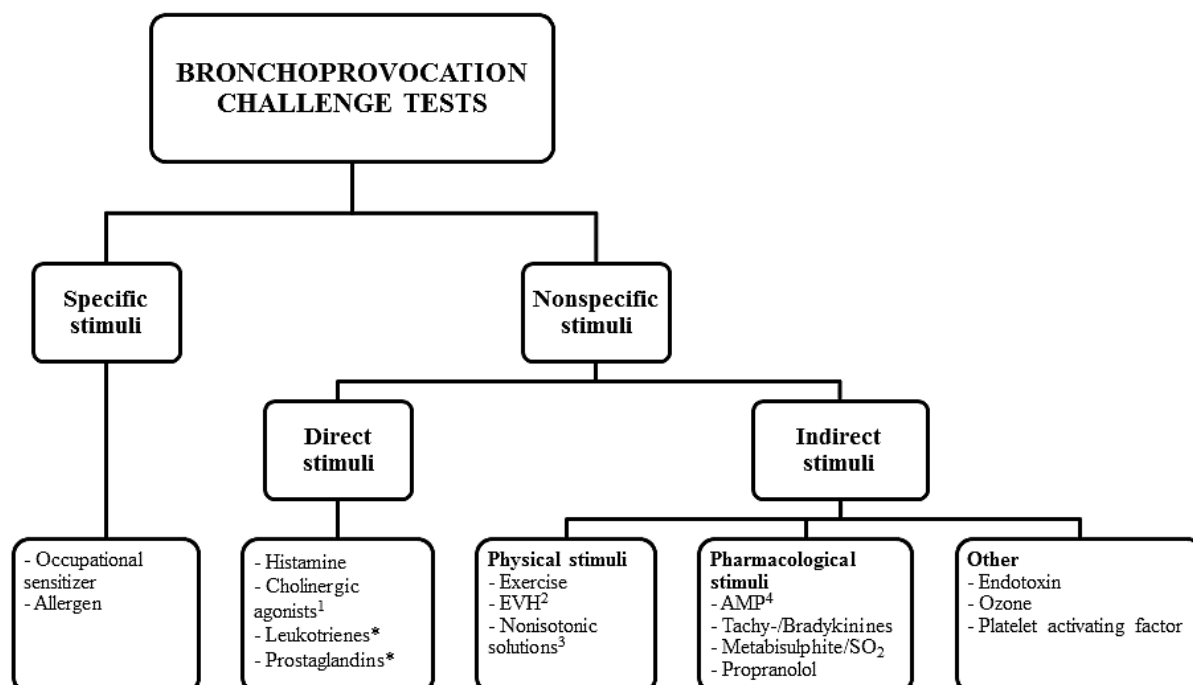 BRONCHOPROVOCATION
CHALLENGE TESTS
Specific
stimuli
Nonspecific
stimuli
Direct
stimuli
Indirect
stimuli
- Occupational
sensitizer
- Allergen
- Histamine
- Cholinergic
agonists¹
- Leukotrienes*
- Prostaglandins*
Physical stimuli
- Exercise
- EVH²
- Nonisotonic
solutions³
Pharmacological
stimuli
- AMP⁴
- Tachy-/Bradykinines
- Metabisulphite/SO₂
- Propranolol
Other
- Endotoxin
- Ozone
- Platelet activating factor